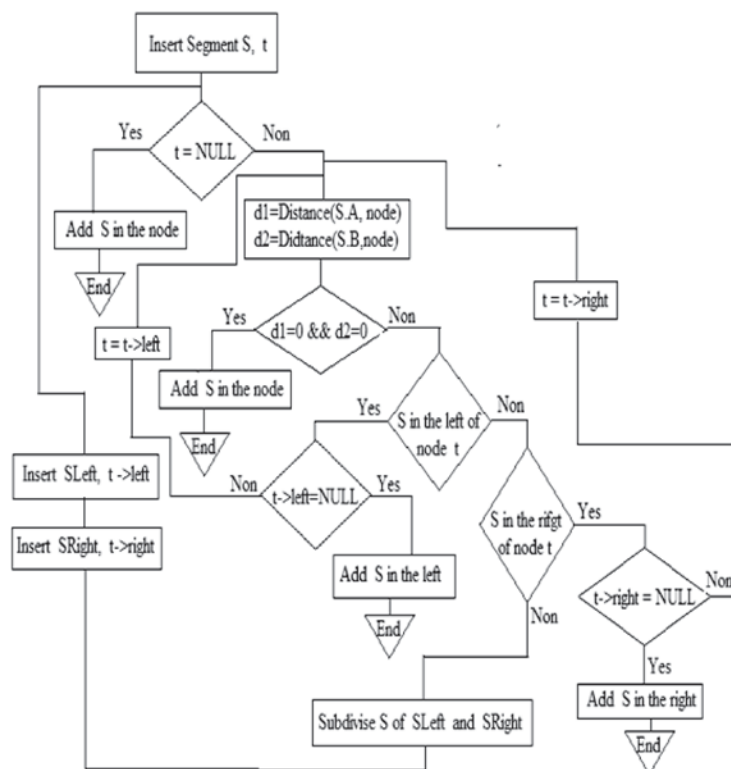 Insert Segment S, t
Yes
Non
t = NULL
Add S in the node
End
d1=Distance(S.A, node)
d2=Didtance(S.B,node)
t = t->left
t = t->right
Yes
Non
d1=0 && d2=0
Add S in the node
End
Yes
Non
S in the left of
node t
Non
t->left=NULL
Yes
Insert SLeft, t ->left
Insert SRight, t->right
Add S in the left
End
S in the rifgt
of node t
Yes
Non
t->right = NULL
Non
Yes
Add S in the right
End
Subdivise S of SLeft and SRight